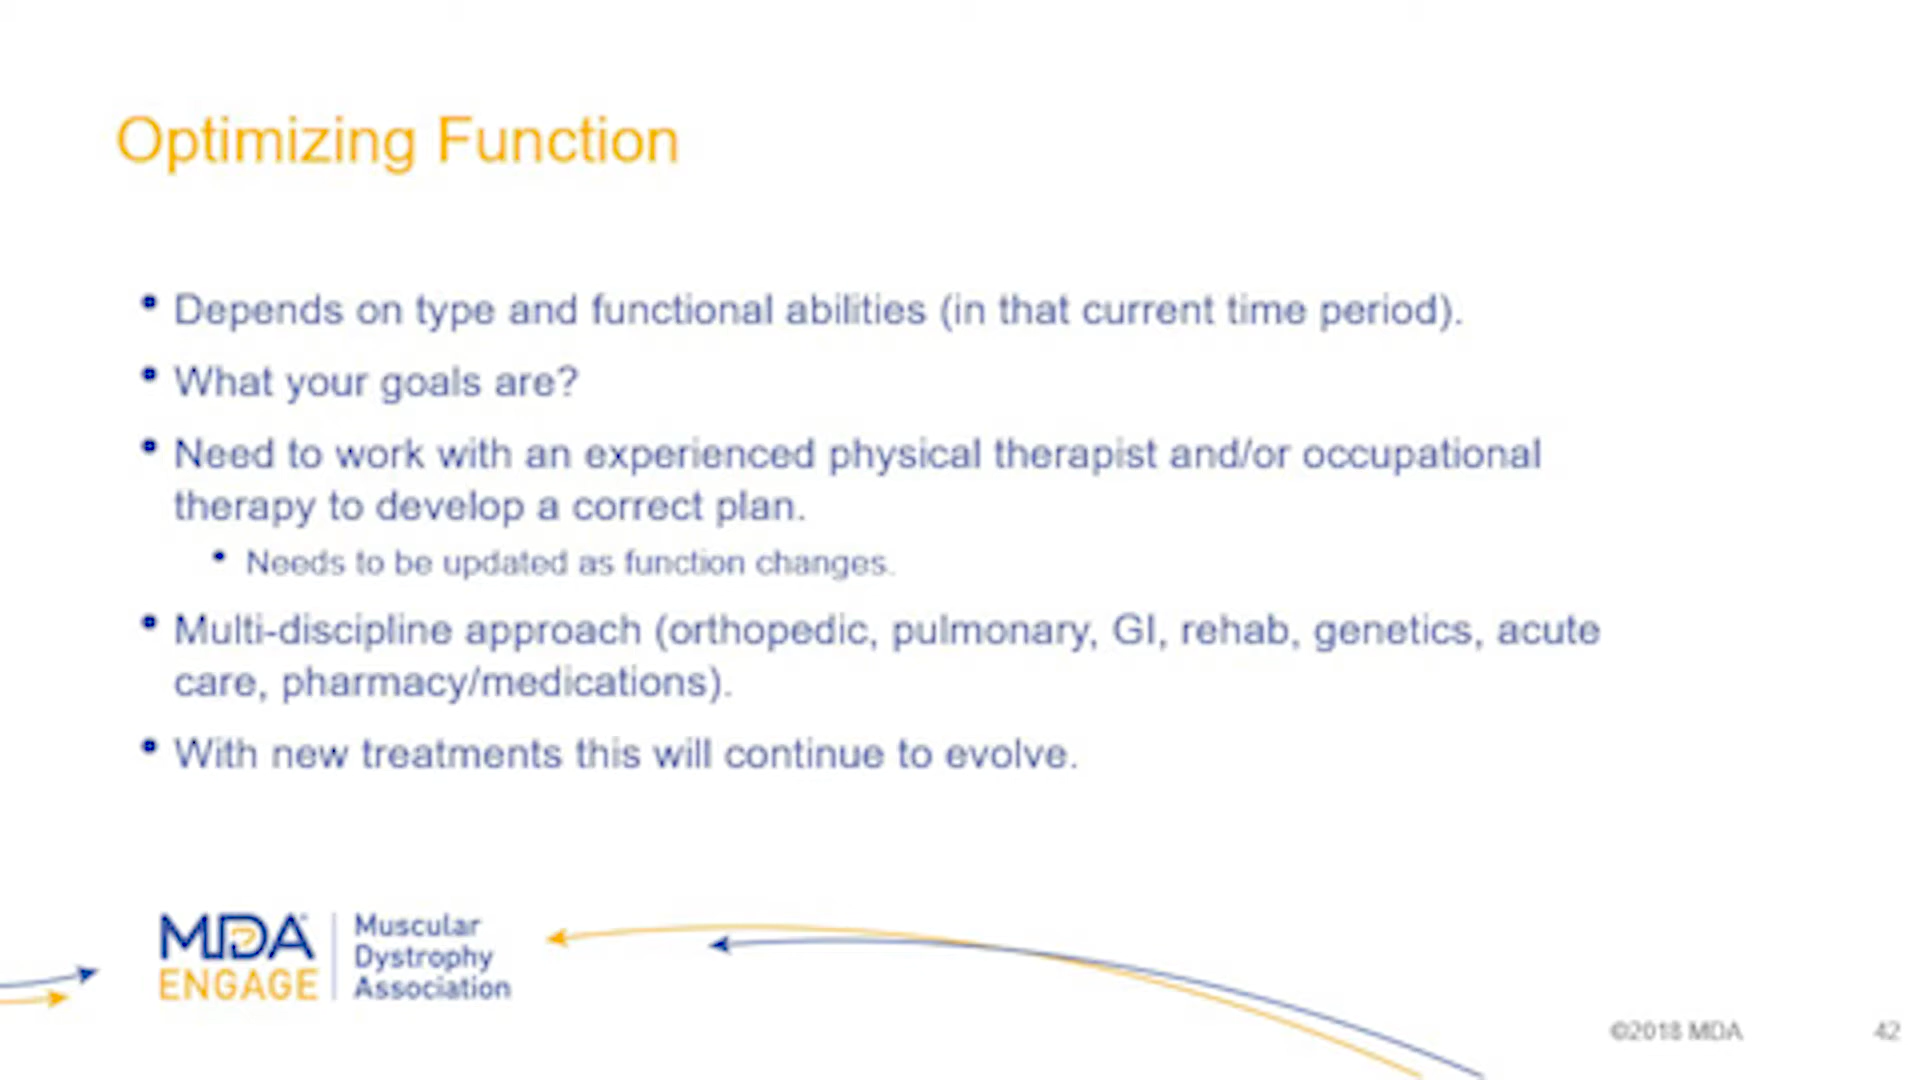 Optimizing Function
• Depends on type and functional abilities (in that current time period).
• What your goals are?
• Need to work with an experienced physical therapist and/or occupational
therapy to develop a correct plan.
• Needs to be updated as function changes.
• Multi-discipline approach (orthopedic, pulmonary, GI, rehab, genetics, acute
care, pharmacy/medications).
• With new treatments this will continue to evolve.
MDA
ENGAGE
Muscular
Dystrophy
Association
©2018 MDA
42